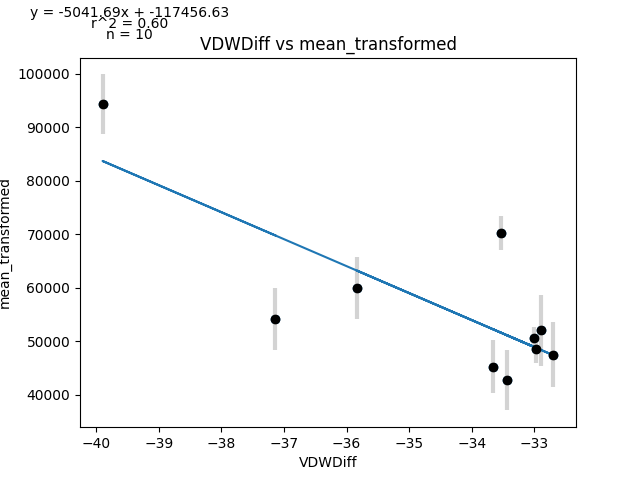 y = -5041.69x + -117456.63
r^2 = 0.60
n = 10
VDWDiff vs mean_transformed
100000
90000
80000
70000
60000
50000
40000
mean_transformed
−40
−39
−38
−37
−36
−35
−34
−33
VDWDiff